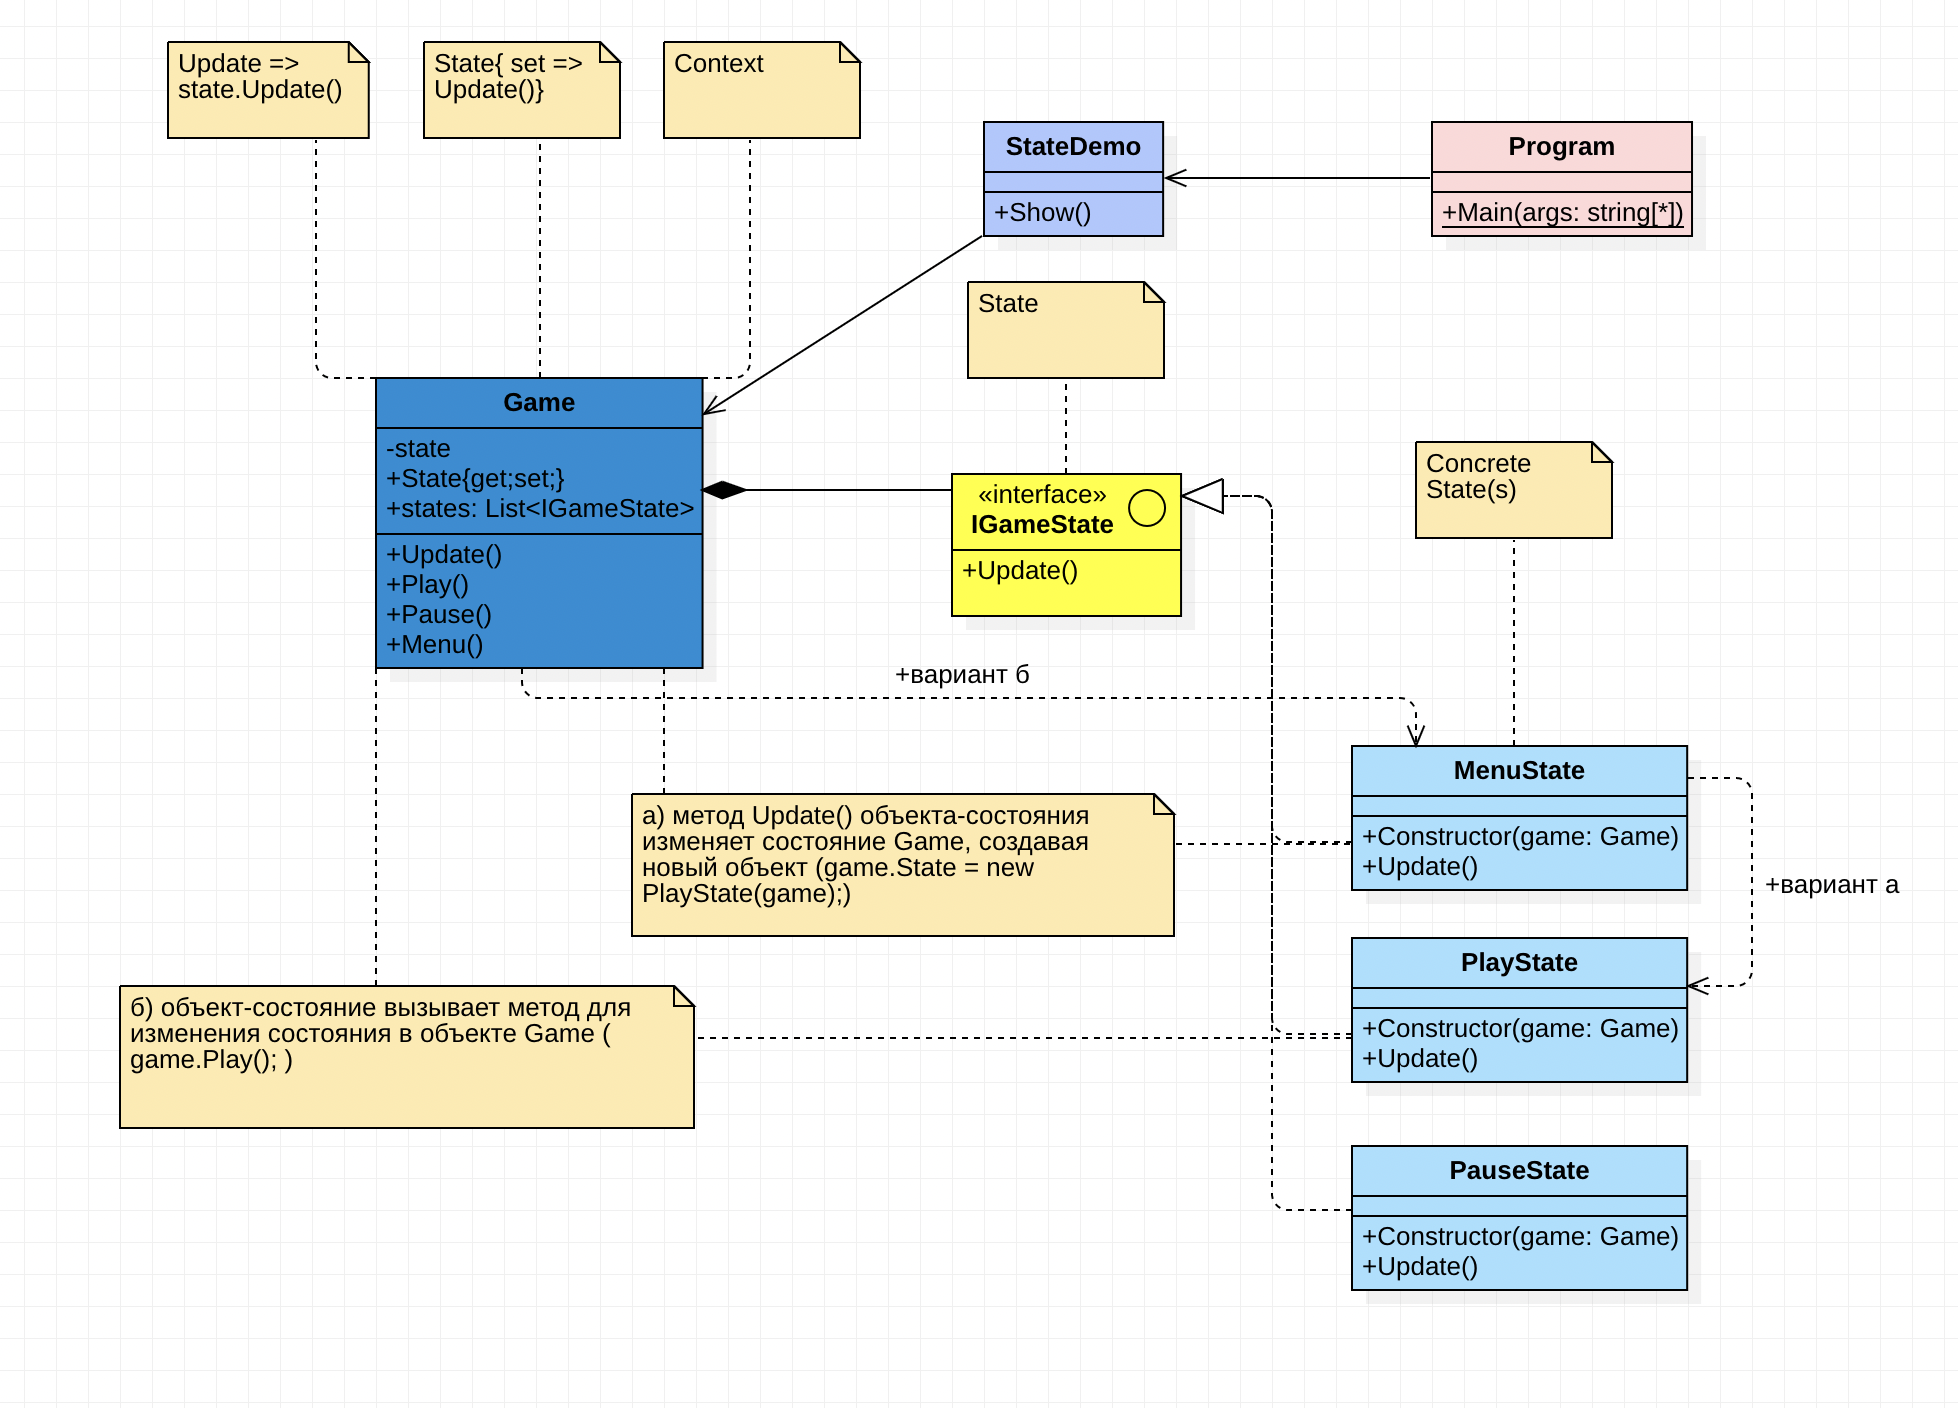 Update =>
state.Update()
State{ set =>
Update()}
Context
StateDemo
+Show()
Program
+Main(args: string[*])
State
Game
-state
+State{get;set;}
+states: List<IGameState>
+Update()
+Play()
+Pause()
+Menu()
«interface»
IGameState
+Update()
Concrete
State(s)
+вариант б
MenuState
+Constructor(game: Game)
+Update()
а) метод Update() объекта-состояния
изменяет состояние Game, создавая
новый объект (game.State = new
PlayState(game);)
+вариант а
PlayState
+Constructor(game: Game)
+Update()
б) объект-состояние вызывает метод для
изменения состояния в объекте Game (
game.Play(); )
PauseState
+Constructor(game: Game)
+Update()